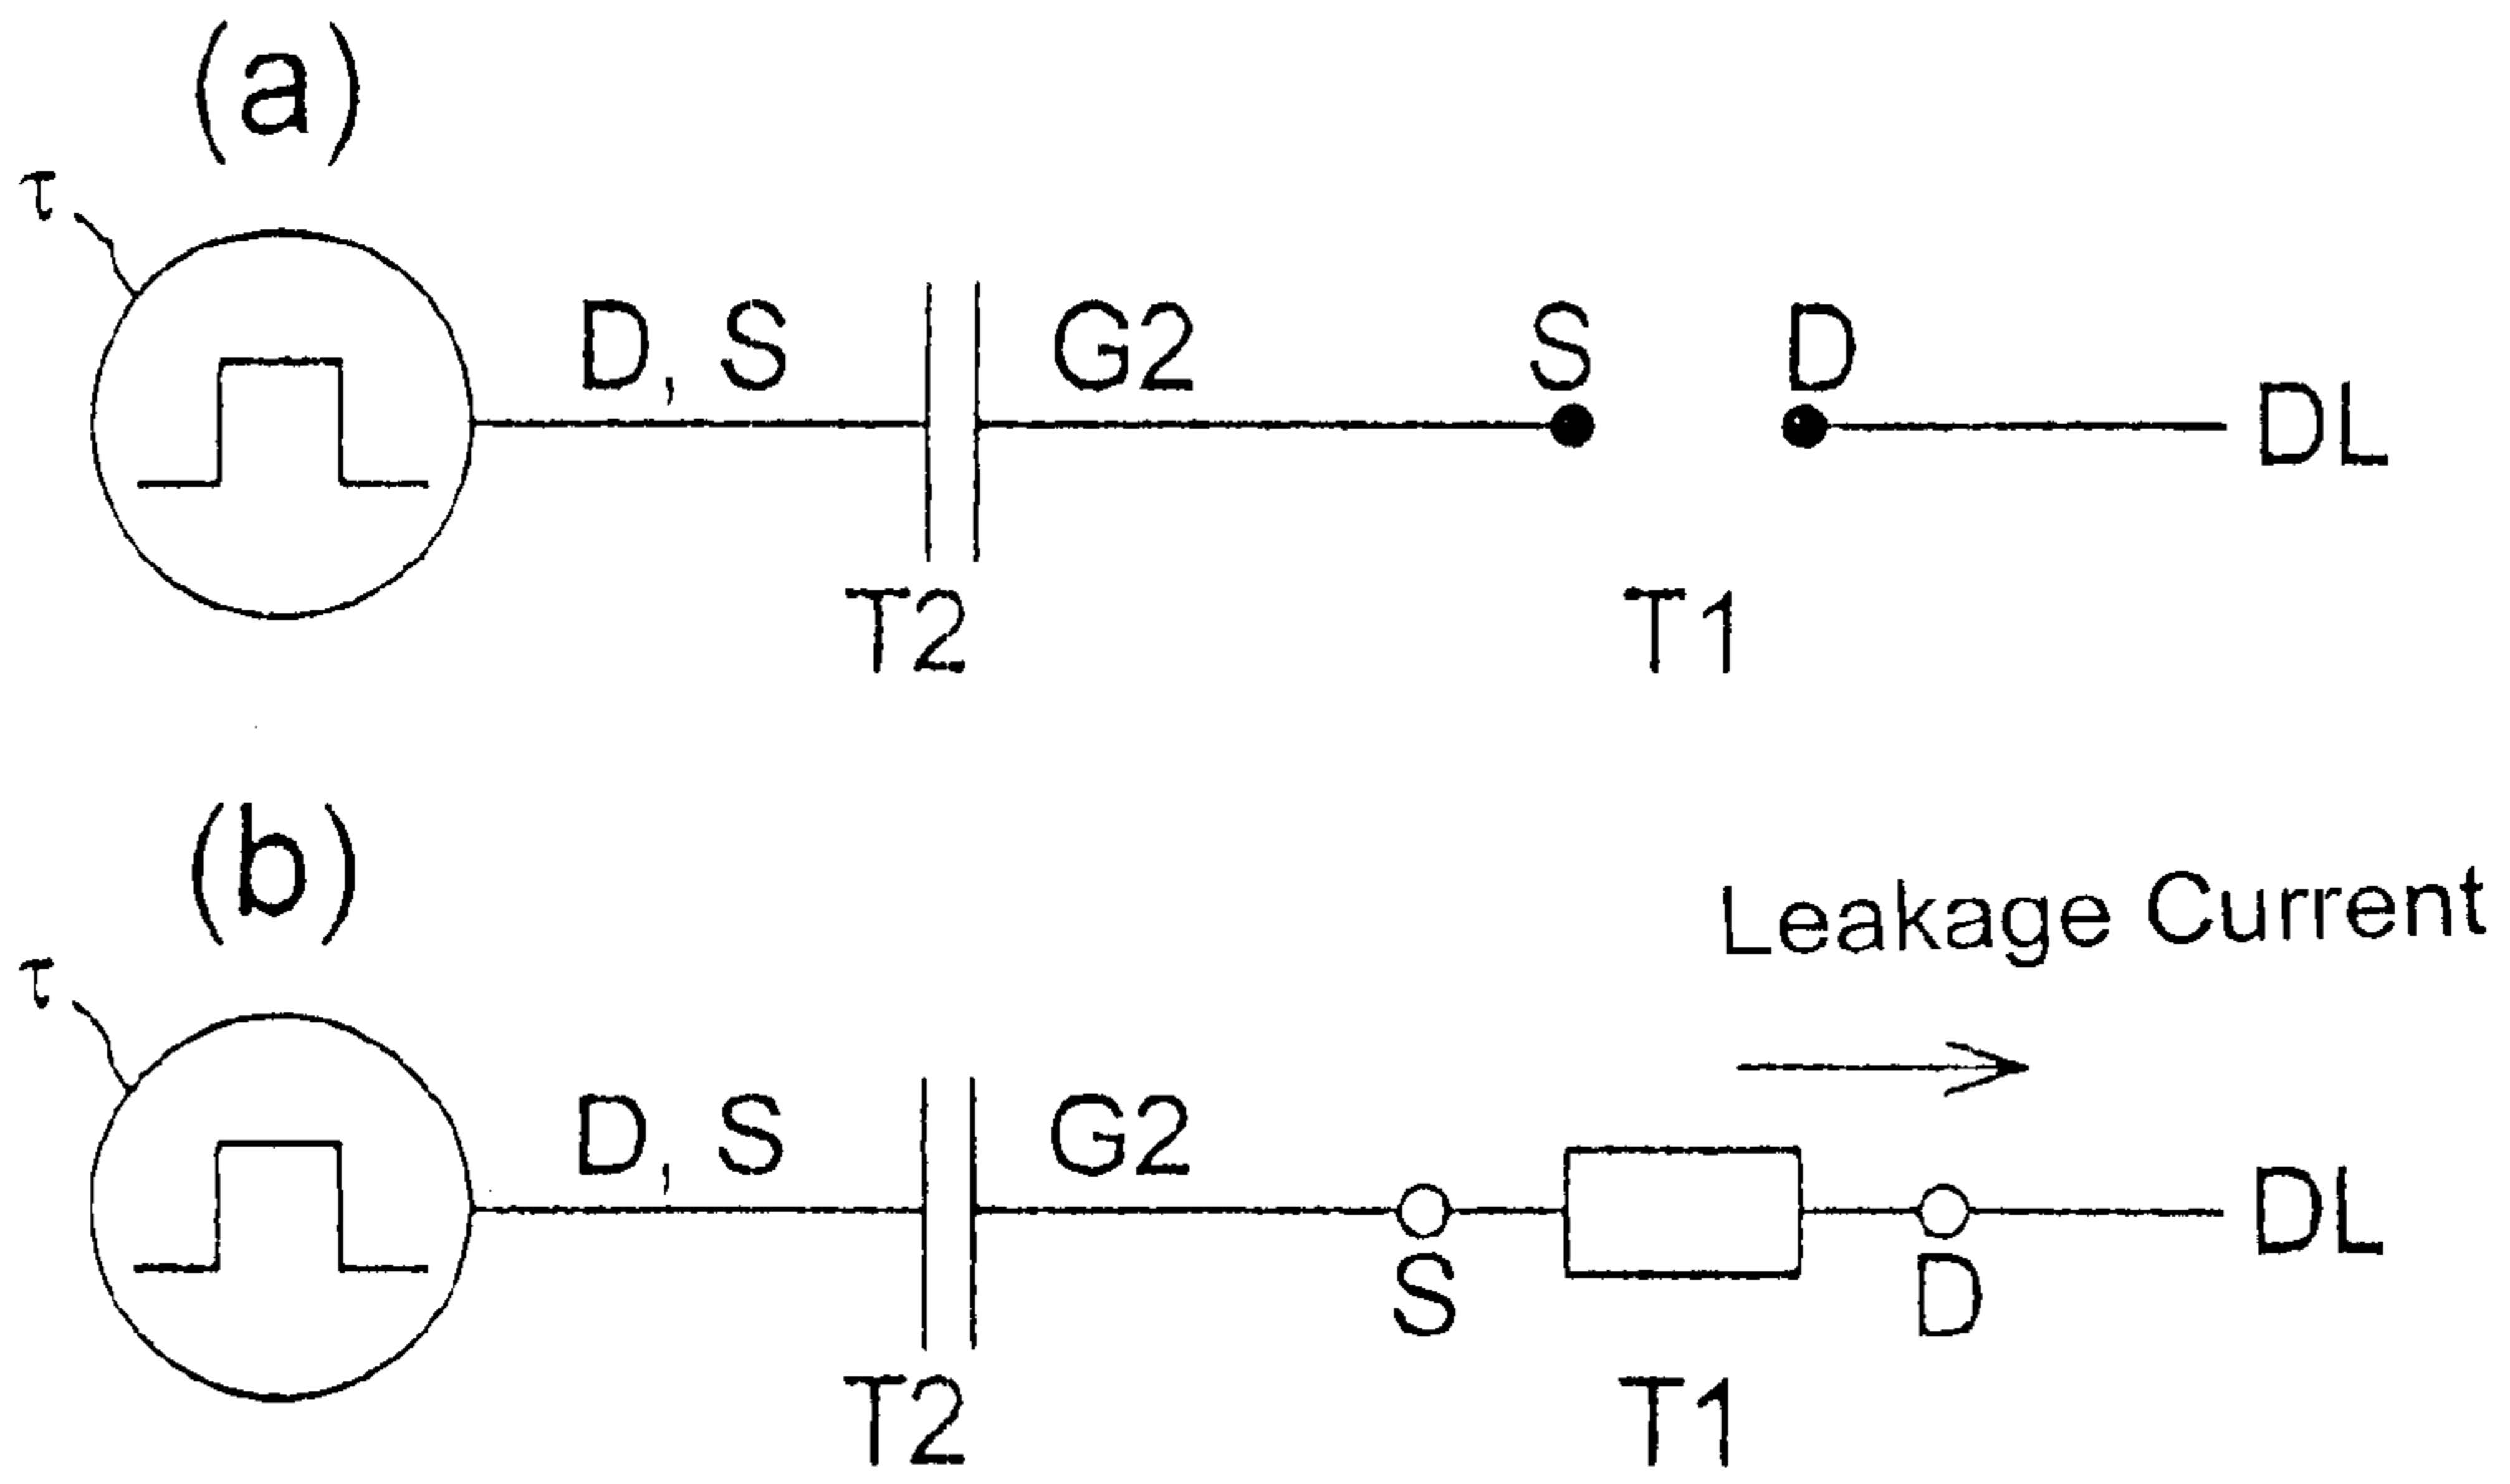 (a)
τ
D, S G2 S D DL
T2 T1
(b)
Leakage Current
τ
D, S G2 DL
S D
T2 T1